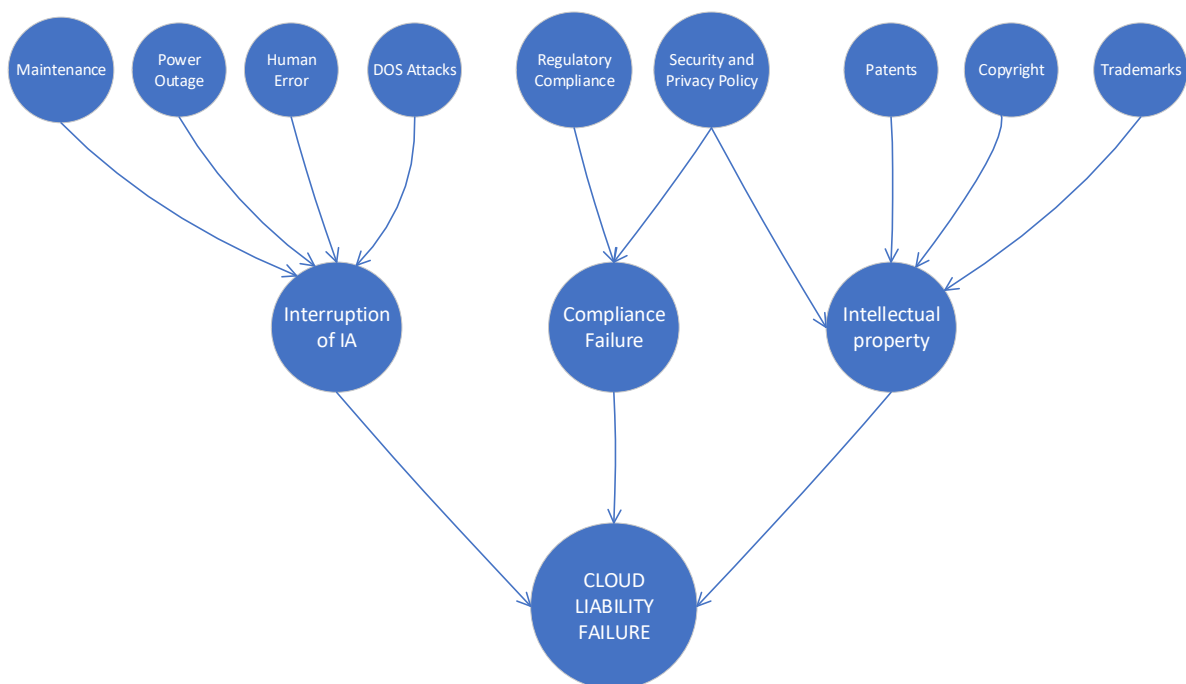 Maintenance
Power
Outage
Human
Error
DOS Attacks
Regulatory
Compliance
Security and
Privacy Policy
Patents
Copyright
Trademarks
Interruption
of IA
Compliance
Failure
Intellectual
property
CLOUD
LIABILITY
FAILURE